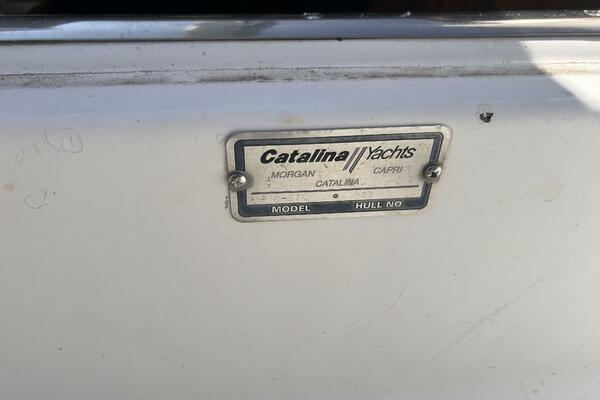 Catalina Yachts
MORGAN CAPRI
CATALINA
MODEL HULL NO.